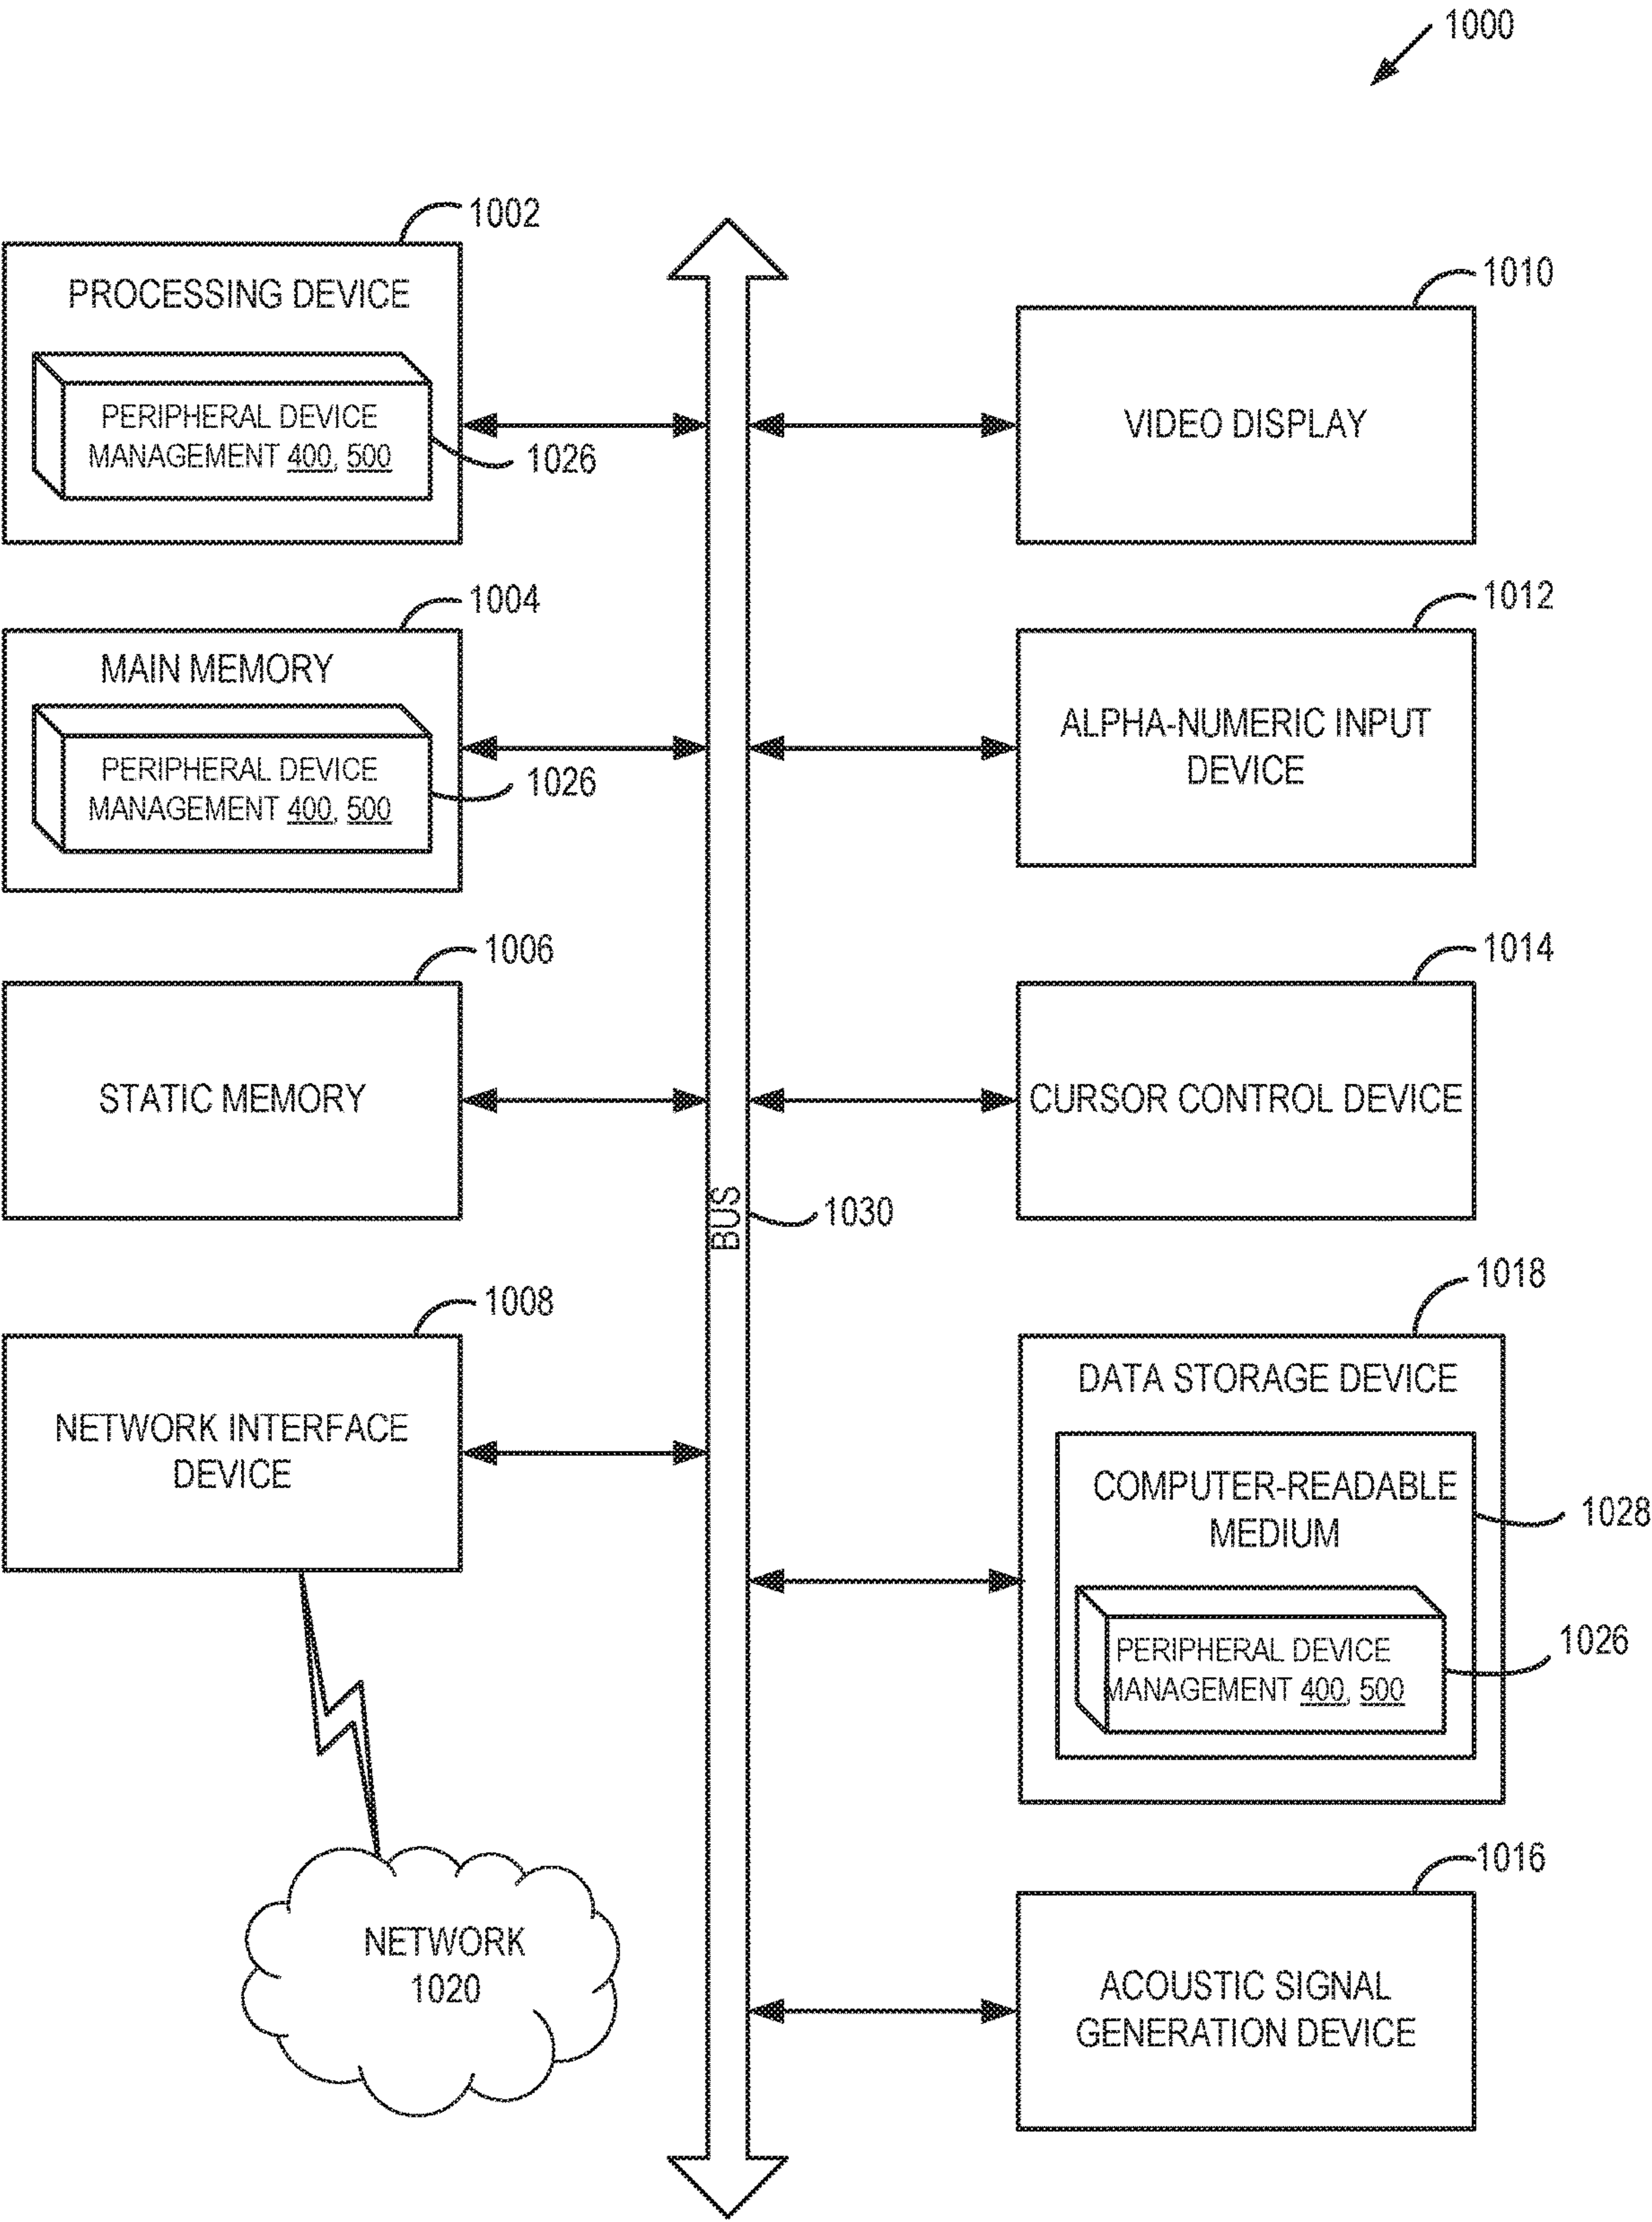 1000
1002
PROCESSING DEVICE
PERIPHERAL DEVICE
MANAGEMENT 400, 500
1026
1004
MAIN MEMORY
PERIPHERAL DEVICE
MANAGEMENT 400, 500
1026
1006
STATIC MEMORY
1008
NETWORK INTERFACE
DEVICE
NETWORK
1020
BUS
1030
1010
VIDEO DISPLAY
1012
ALPHA-NUMERIC INPUT
DEVICE
1014
CURSOR CONTROL DEVICE
1018
DATA STORAGE DEVICE
COMPUTER-READABLE
MEDIUM
1028
PERIPHERAL DEVICE
MANAGEMENT 400, 500
1026
1016
ACOUSTIC SIGNAL
GENERATION DEVICE